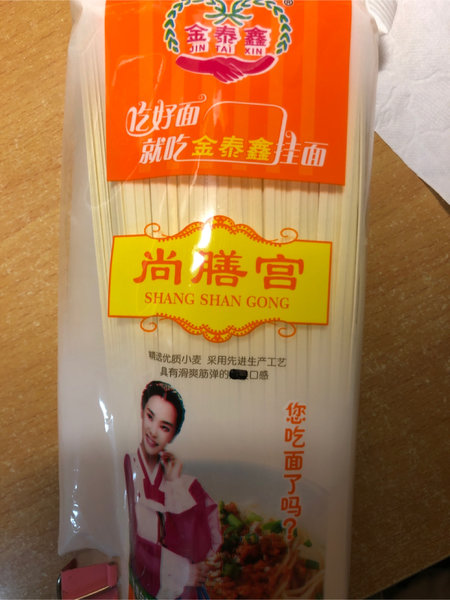 ®
金泰鑫
JIN TAI XIN
吃好面
就吃金泰鑫挂面
尚膳宫
SHANG SHAN GONG
精选优质小麦 采用先进生产工艺
具有滑爽筋弹的口感
您吃面了吗?